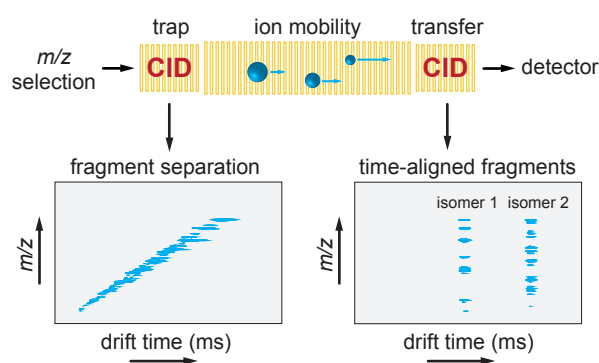 trap ion mobility transfer
m/z
selection
CID
CID
detector
fragment separation
time-aligned fragments
isomer 1 isomer 2
m/z
m/z
drift time (ms)
drift time (ms)